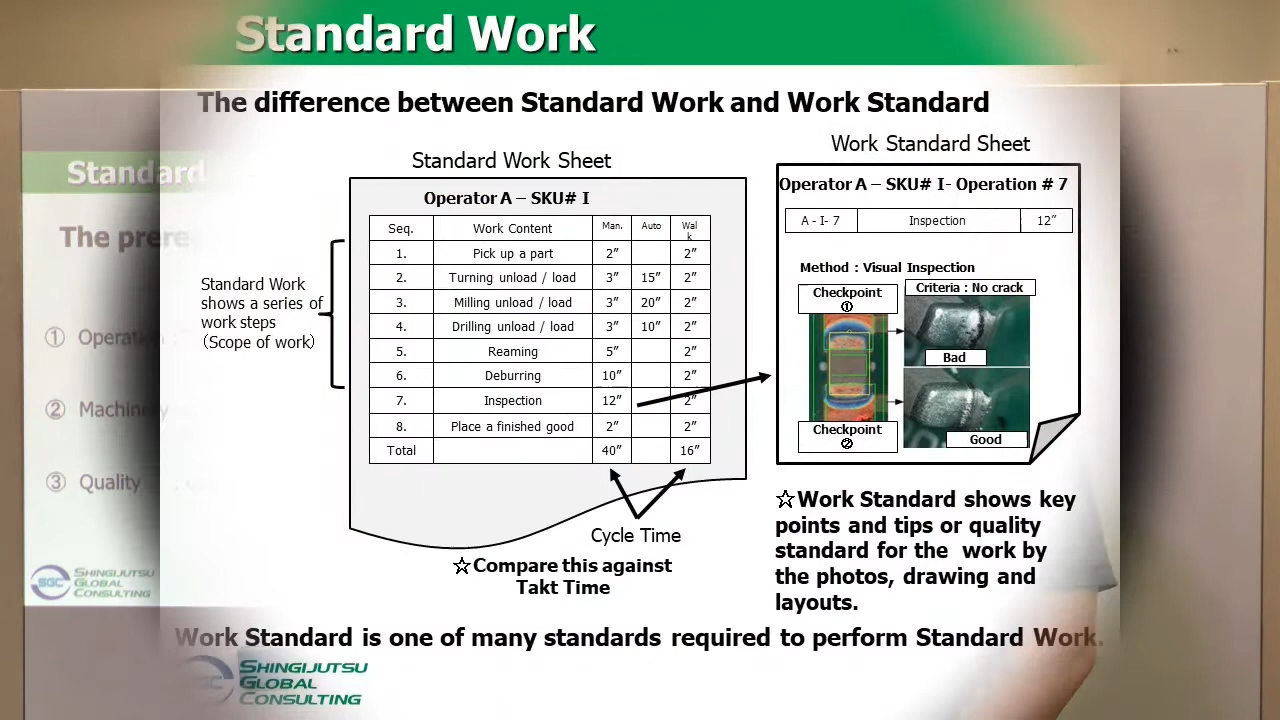 Standard Work
The difference between Standard Work and Work Standard
Standard Work Sheet
Operator A – SKU# I
Seq. Work Content Man. Auto Wal
k
1. Pick up a part 2” 2”
2. Turning unload / load 3” 15” 2”
3. Milling unload / load 3” 20” 2”
4. Drilling unload / load 3” 10” 2”
5. Reaming 5” 2”
6. Deburring 10” 2”
7. Inspection 12” 2”
8. Place a finished good 2” 2”
Total 40” 16”
Standard Work
shows a series of
work steps
(Scope of work)
Cycle Time
☆Compare this against
Takt Time
Work Standard Sheet
Operator A – SKU# I- Operation # 7
A - I- 7 Inspection 12”
Method : Visual Inspection
Checkpoint
①
Criteria : No crack
Bad
Checkpoint
②
Good
☆Work Standard shows key
points and tips or quality
standard for the work by
the photos, drawing and
layouts.
Work Standard is one of many standards required to perform Standard Work.
SGC SHINGIJUTSU
GLOBAL
CONSULTING
Standard
The prere
① Operation
② Machinery
③ Quality
SGC SHINGIJUTSU
GLOBAL
CONSULTING